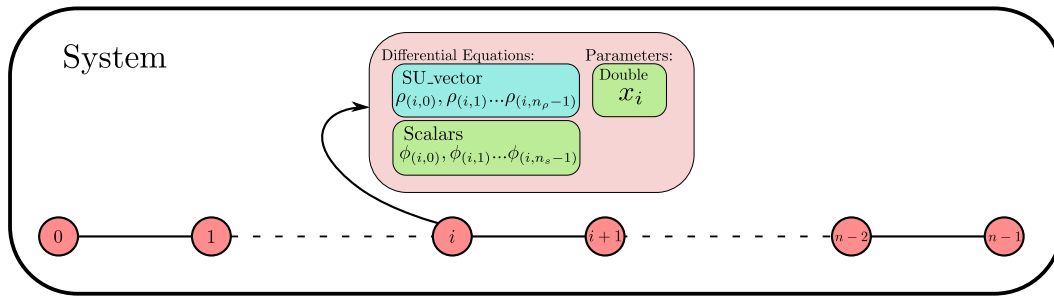 System
Differential Equations:
Parameters:
SU_vector
ρ(i,0), ρ(i,1)...ρ(i,nρ−1)
Double
xi
Scalars
ϕ(i,0), ϕ(i,1)...ϕ(i,ns−1)
0
1
i
i+1
n−2
n−1